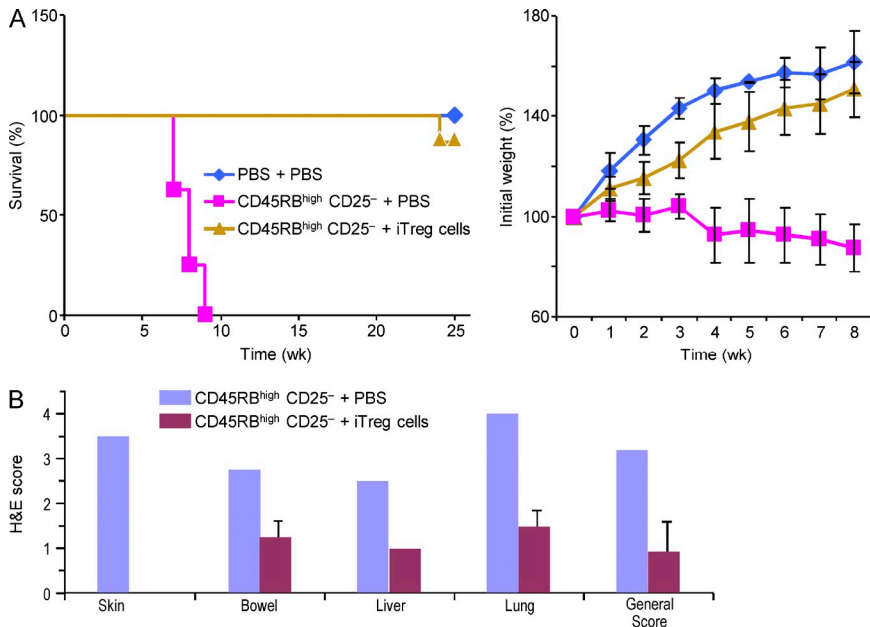 A
150
100
50
0
Survival (%)
PBS + PBS
CD45RBhigh CD25− + PBS
CD45RBhigh CD25− + iTreg cells
0 5 10 15 20 25
Time (wk)
180
140
100
60
Initial weight (%)
0 1 2 3 4 5 6 7 8
Time (wk)
B
CD45RBhigh CD25− + PBS
CD45RBhigh CD25− + iTreg cells
4
3
2
1
0
H&E score
Skin Bowel Liver Lung General
Score